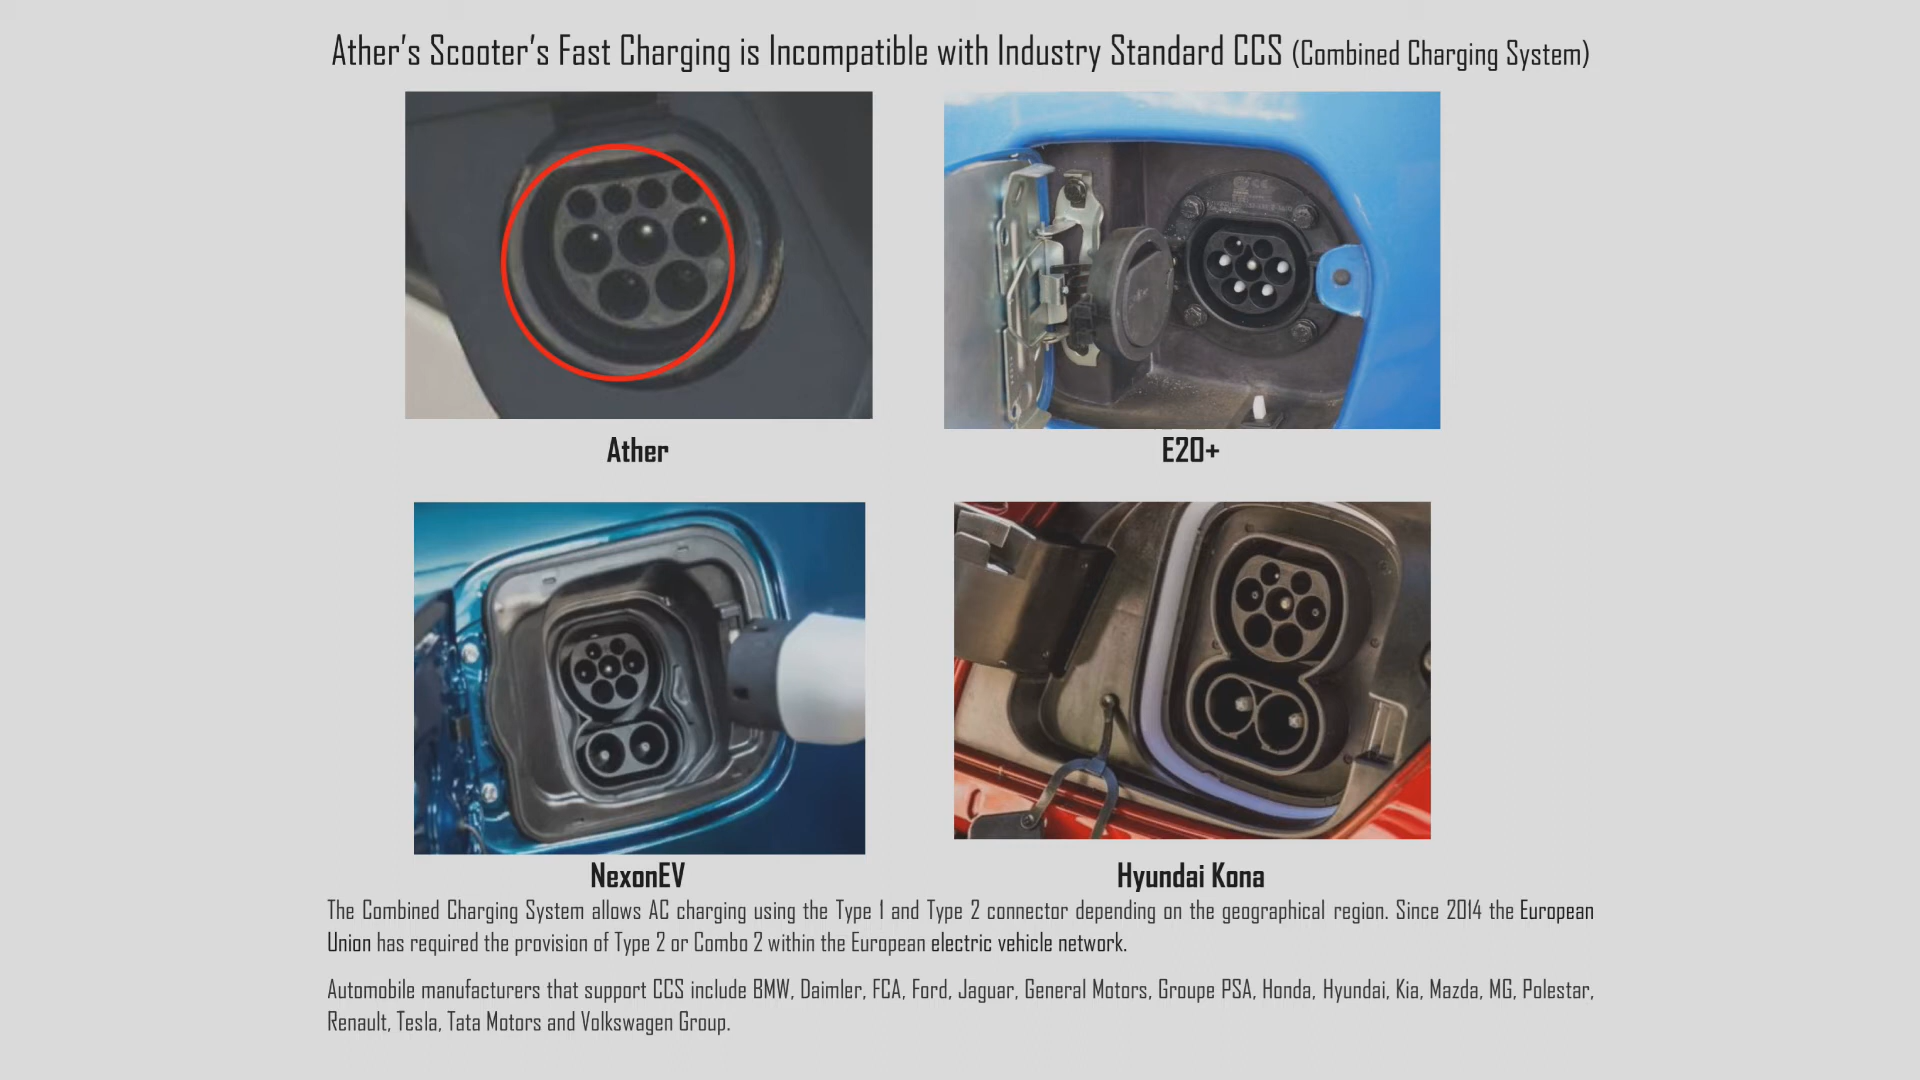 Ather's Scooter's Fast Charging is Incompatible with Industry Standard CCS (Combined Charging System)
Ather
E20+
NexonEV
Hyundai Kona
The Combined Charging System allows AC charging using the Type 1 and Type 2 connector depending on the geographical region. Since 2014 the European
Union has required the provision of Type 2 or Combo 2 within the European electric vehicle network.
Automobile manufacturers that support CCS include BMW, Daimler, FCA, Ford, Jaguar, General Motors, Groupe PSA, Honda, Hyundai, Kia, Mazda, MG, Polestar,
Renault, Tesla, Tata Motors and Volkswagen Group.